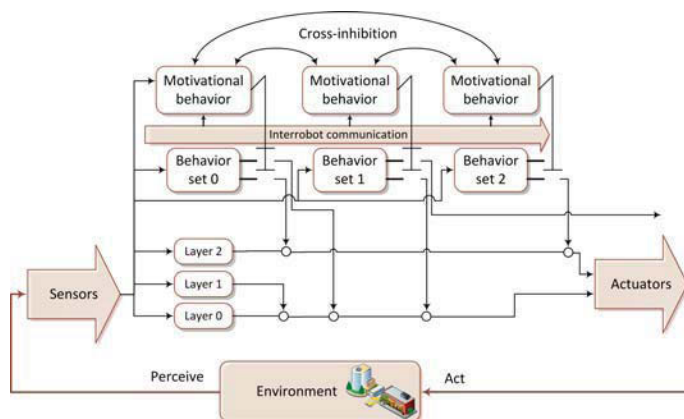 Cross-inhibition
Motivational
behavior
Motivational
behavior
Motivational
behavior
Interrobot communication
Behavior
set 0
Behavior
set 1
Behavior
set 2
Layer 2
Sensors
Layer 1
Actuators
Layer 0
Perceive
Environment
Act